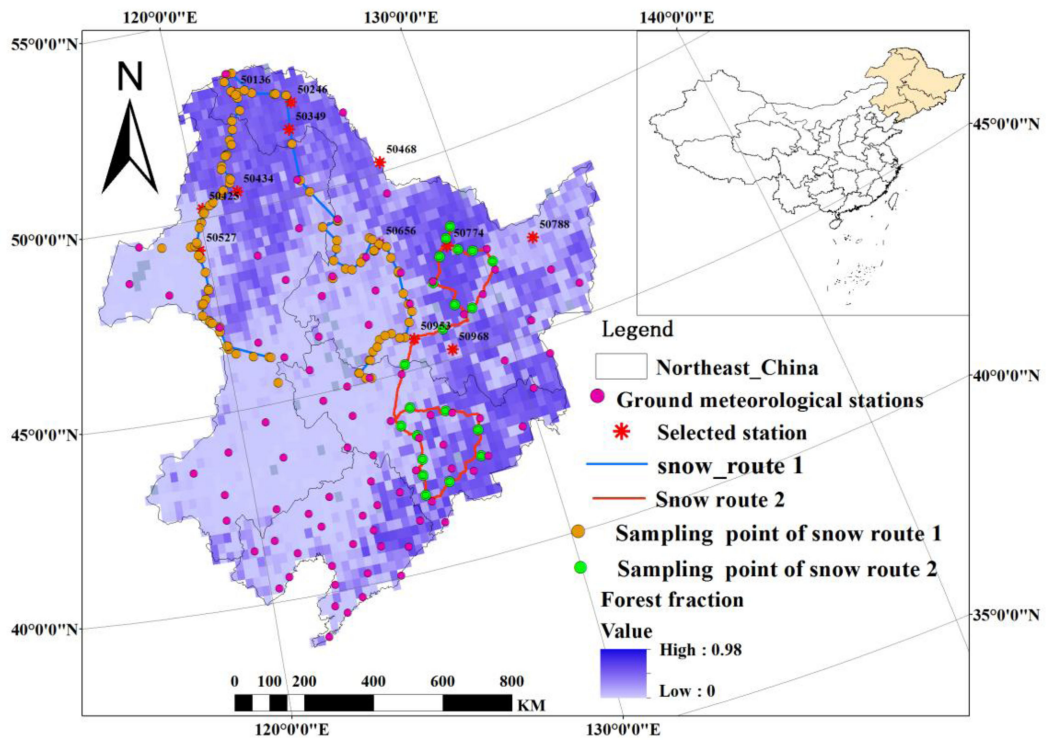 120°0'0"E
130°0'0"E
140°0'0"E
55°0'0"N
N
50136
50246
50349
45°0'0"N
50468
50434
50425
50527
50656
50774
50788
50°0'0"N
50953
50968
Legend
Northeast_China
40°0'0"N
Ground meteorological stations
Selected station
45°0'0"N
snow_route 1
Snow route 2
Sampling point of snow route 1
Sampling point of snow route 2
Forest fraction
35°0'0"N
40°0'0"N
Value
High : 0.98
Low : 0
0 100 200 400 600 800
KM
120°0'0"E
130°0'0"E